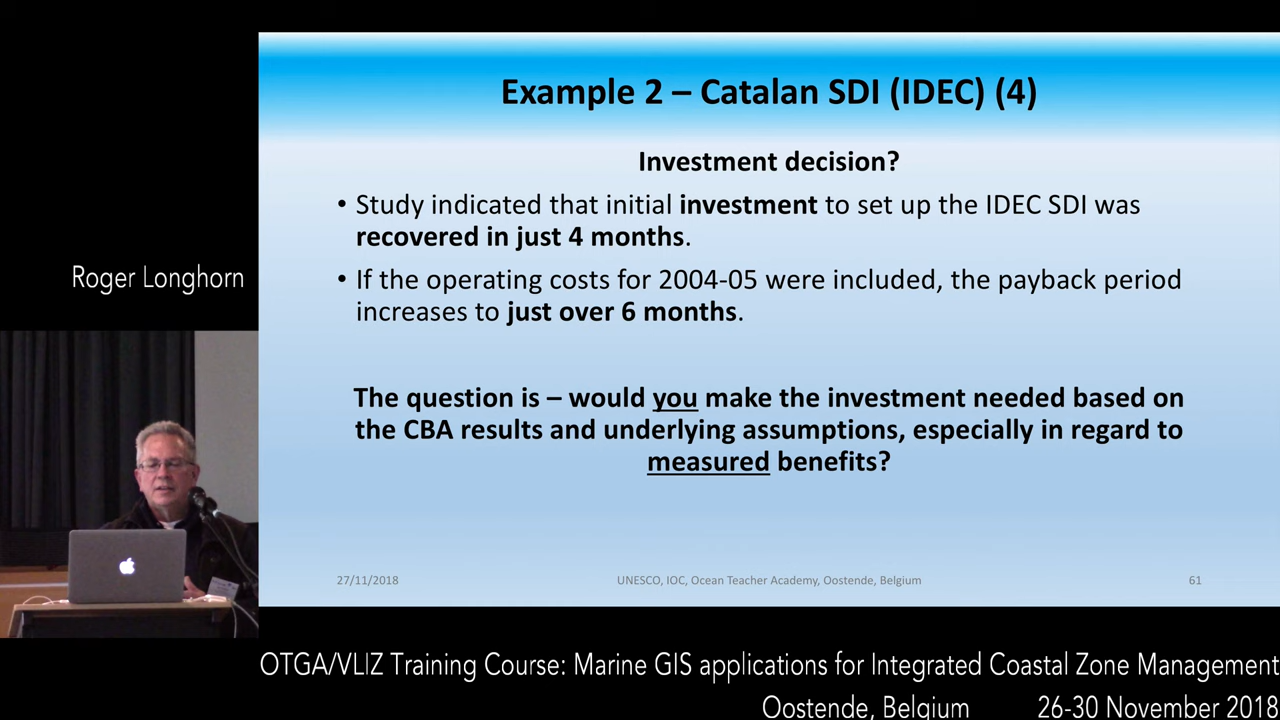 Example 2 – Catalan SDI (IDEC) (4)
Investment decision?
• Study indicated that initial investment to set up the IDEC SDI was
recovered in just 4 months.
• If the operating costs for 2004-05 were included, the payback period
increases to just over 6 months.
The question is – would you make the investment needed based on
the CBA results and underlying assumptions, especially in regard to
measured benefits?
27/11/2018
UNESCO, IOC, Ocean Teacher Academy, Oostende, Belgium
61
Roger Longhorn
OTGA/VLIZ Training Course: Marine GIS applications for Integrated Coastal Zone Management
Oostende, Belgium 26-30 November 2018